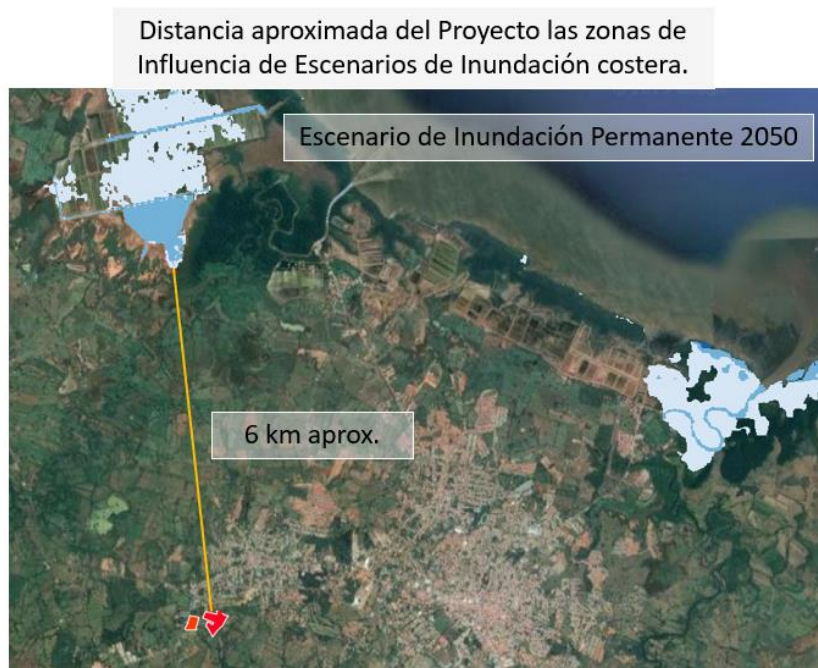 Distancia aproximada del Proyecto las zonas de
Influencia de Escenarios de Inundación costera.
Escenario de Inundación Permanente 2050
6 km aprox.